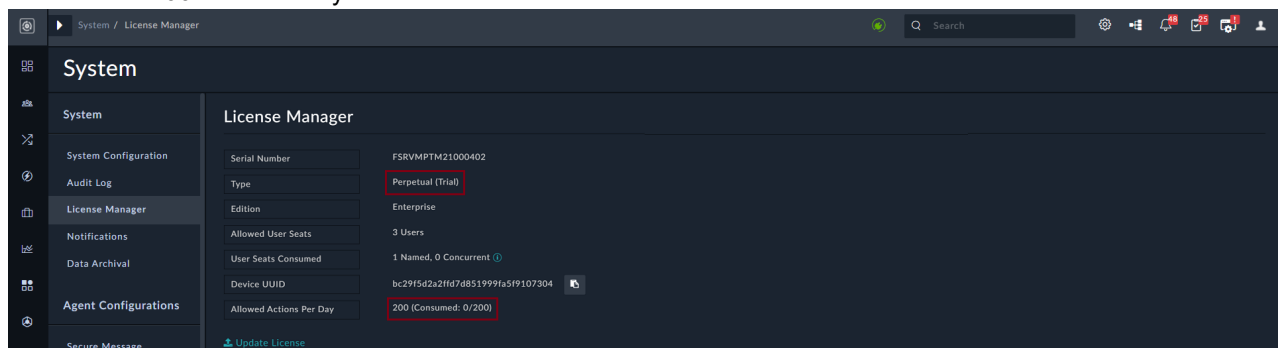 System / License Manager
Search
48
25
!
System
System
System Configuration
Audit Log
License Manager
Notifications
Data Archival
Agent Configurations
Secure Message
License Manager
Serial Number FSRVMPTM21000402
Type Perpetual (Trial)
Edition Enterprise
Allowed User Seats 3 Users
User Seats Consumed 1 Named, 0 Concurrent
Device UUID bc29f5d2a2ffd7d851999fa5f9107304
Allowed Actions Per Day 200 (Consumed: 0/200)
Update License